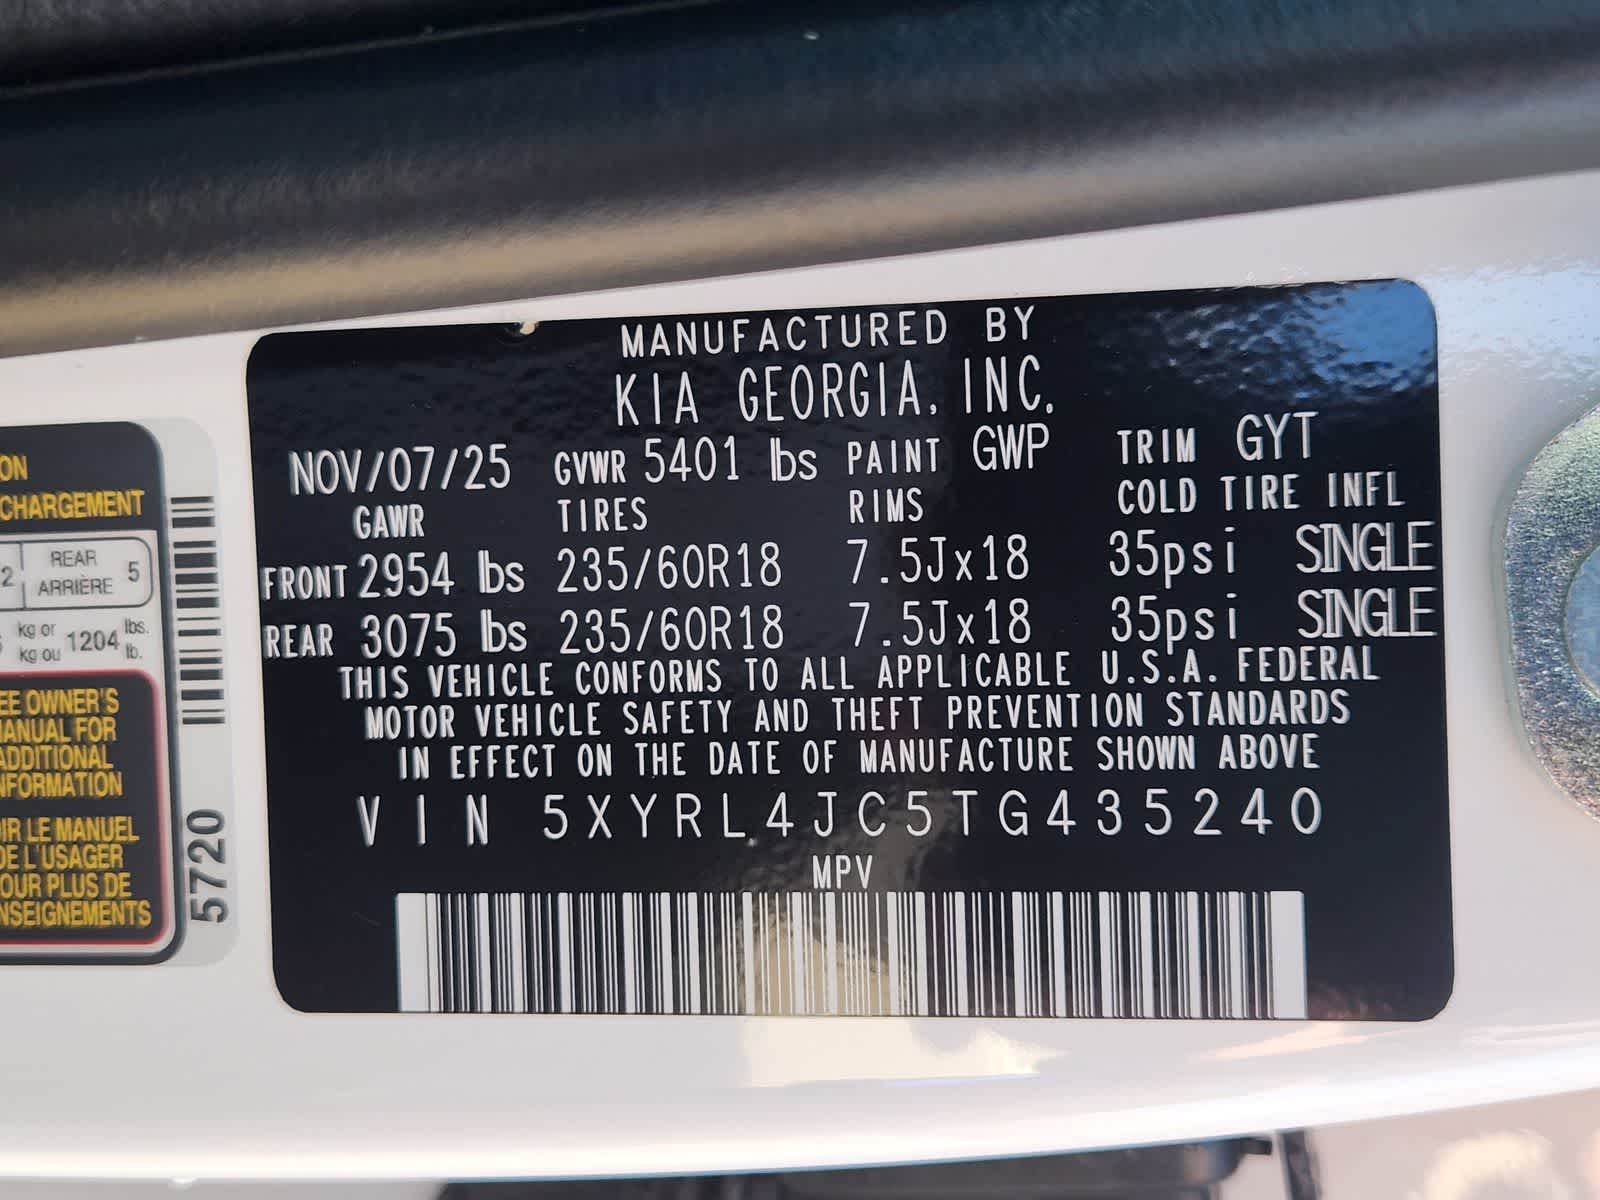 MANUFACTURED BY
KIA GEORGIA, INC.
NOV/07/25 GVWR 5401 lbs PAINT GWP TRIM GYT
GAWR TIRES RIMS COLD TIRE INFL
FRONT 2954 lbs 235/60R18 7.5Jx18 35psi SINGLE
REAR 3075 lbs 235/60R18 7.5Jx18 35psi SINGLE
THIS VEHICLE CONFORMS TO ALL APPLICABLE U.S.A. FEDERAL
MOTOR VEHICLE SAFETY AND THEFT PREVENTION STANDARDS
IN EFFECT ON THE DATE OF MANUFACTURE SHOWN ABOVE
VIN 5XYRL4JC5TG435240
MPV
ON
CHARGEMENT
2 REAR
ARRIÈRE 5
kg or 1204 lbs.
kg ou lb.
EE OWNER'S
ANUAL FOR
ADDITIONAL
NFORMATION
IR LE MANUEL
DE L'USAGER
OUR PLUS DE
NSEIGNEMENTS
5720